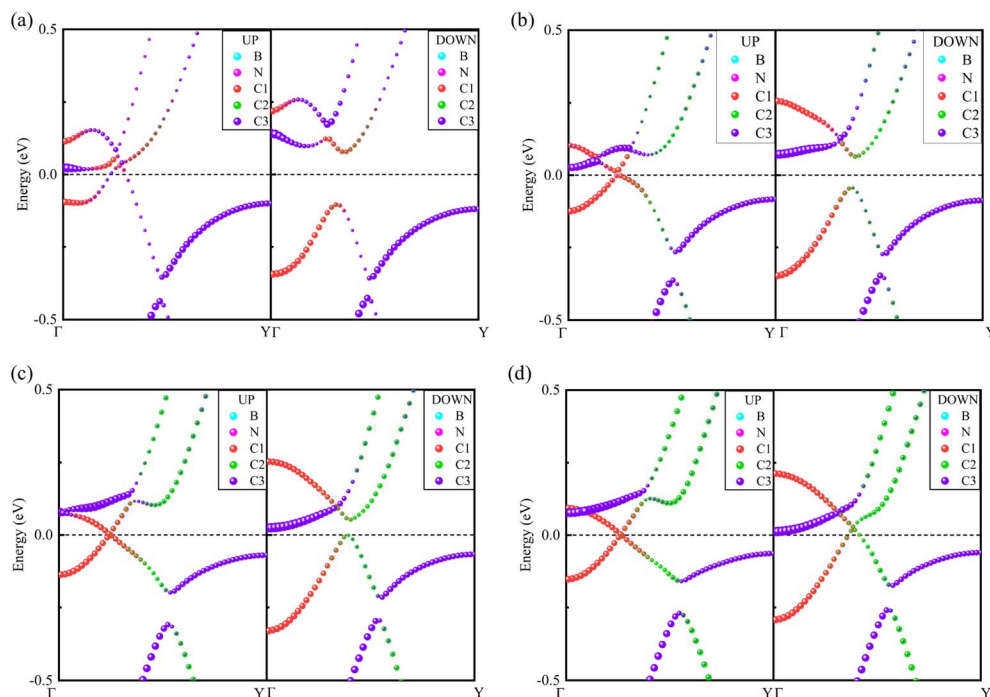 (a)
0.5
0.0
-0.5
Energy (eV)
UP
B
N
C1
C2
C3
DOWN
B
N
C1
C2
C3
Γ
Y
Γ
Y
(b)
0.5
0.0
-0.5
Energy (eV)
UP
B
N
C1
C2
C3
DOWN
B
N
C1
C2
C3
Γ
Y
Γ
Y
(c)
0.5
0.0
-0.5
Energy (eV)
UP
B
N
C1
C2
C3
DOWN
B
N
C1
C2
C3
Γ
Y
Γ
Y
(d)
0.5
0.0
-0.5
Energy (eV)
UP
B
N
C1
C2
C3
DOWN
B
N
C1
C2
C3
Γ
Y
Γ
Y